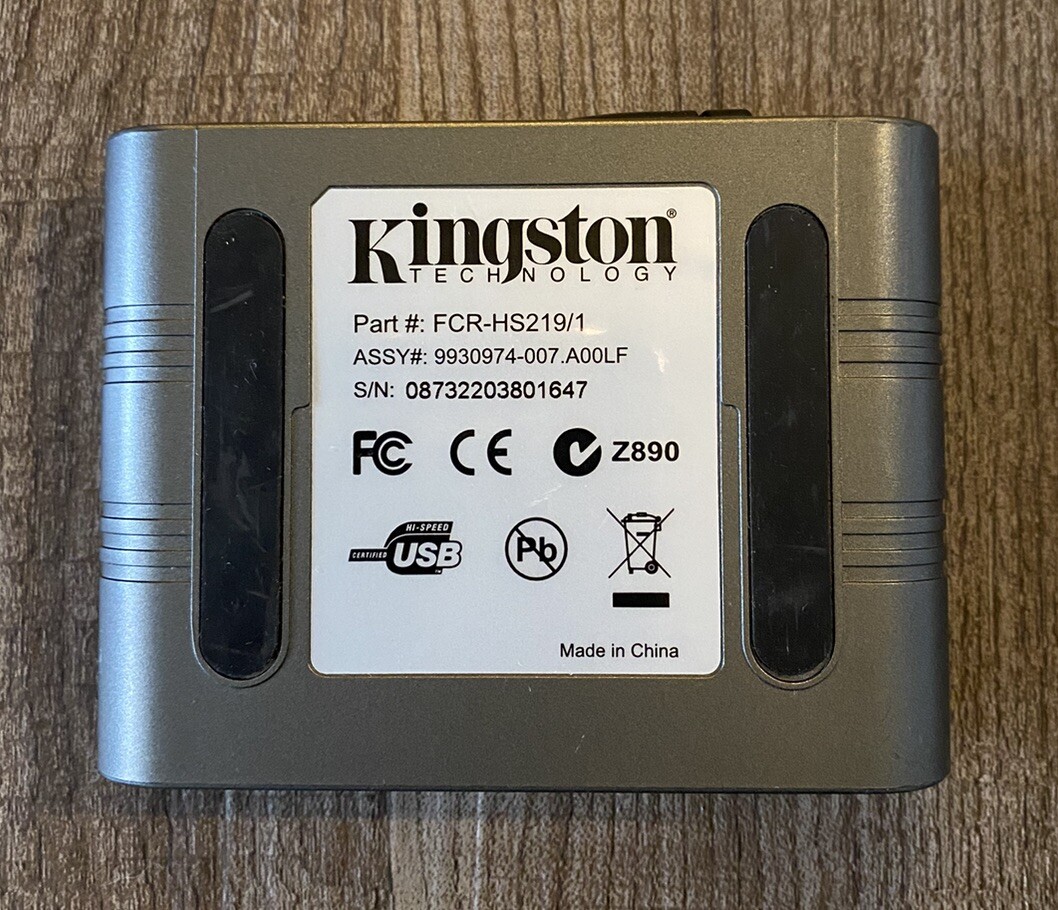 Kingston®
TECHNOLOGY
Part #: FCR-HS219/1
ASSY#: 9930974-007.A00LF
S/N: 08732203801647
FC CE Z890
HI-SPEED
CERTIFIED USB™
Pb
Made in China